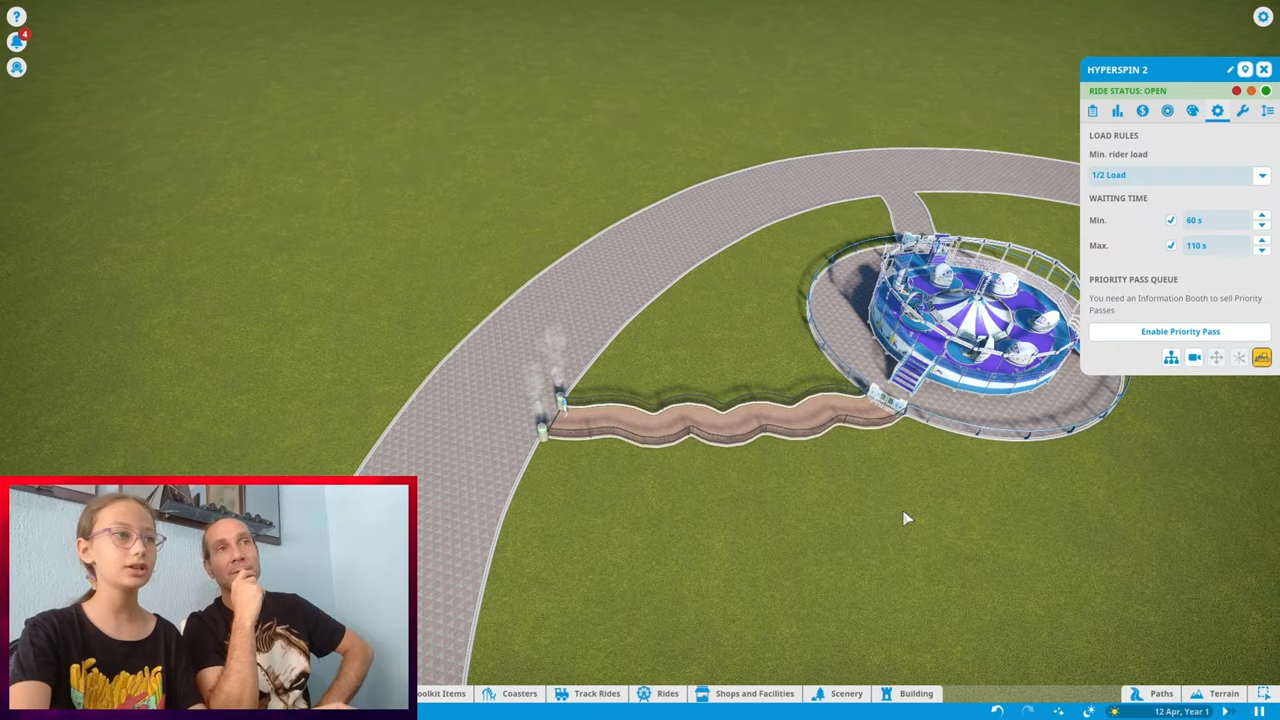 ?
4
HYPERSPIN 2
RIDE STATUS: OPEN
LOAD RULES
Min. rider load
1/2 Load
WAITING TIME
Min. 60 s
Max. 110 s
PRIORITY PASS QUEUE
You need an Information Booth to sell Priority
Passes
Enable Priority Pass
oolkit Items Coasters Track Rides Rides Shops and Facilities Scenery Building Paths Terrain
12 Apr, Year 1